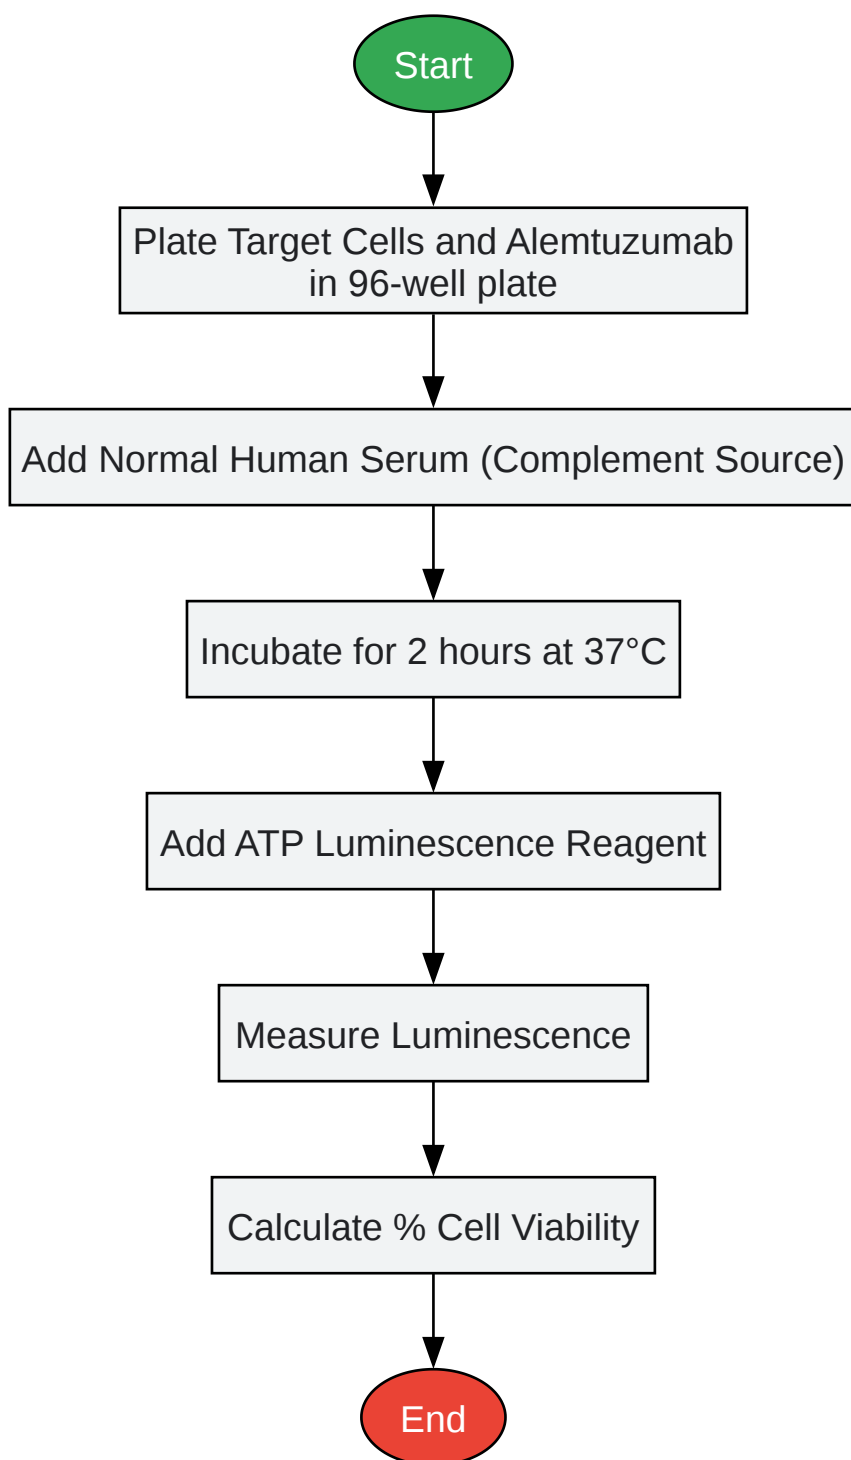 Start
Plate Target Cells and Alemtuzumab
in 96-well plate
Add Normal Human Serum (Complement Source)
Incubate for 2 hours at 37°C
Add ATP Luminescence Reagent
Measure Luminescence
Calculate % Cell Viability
End